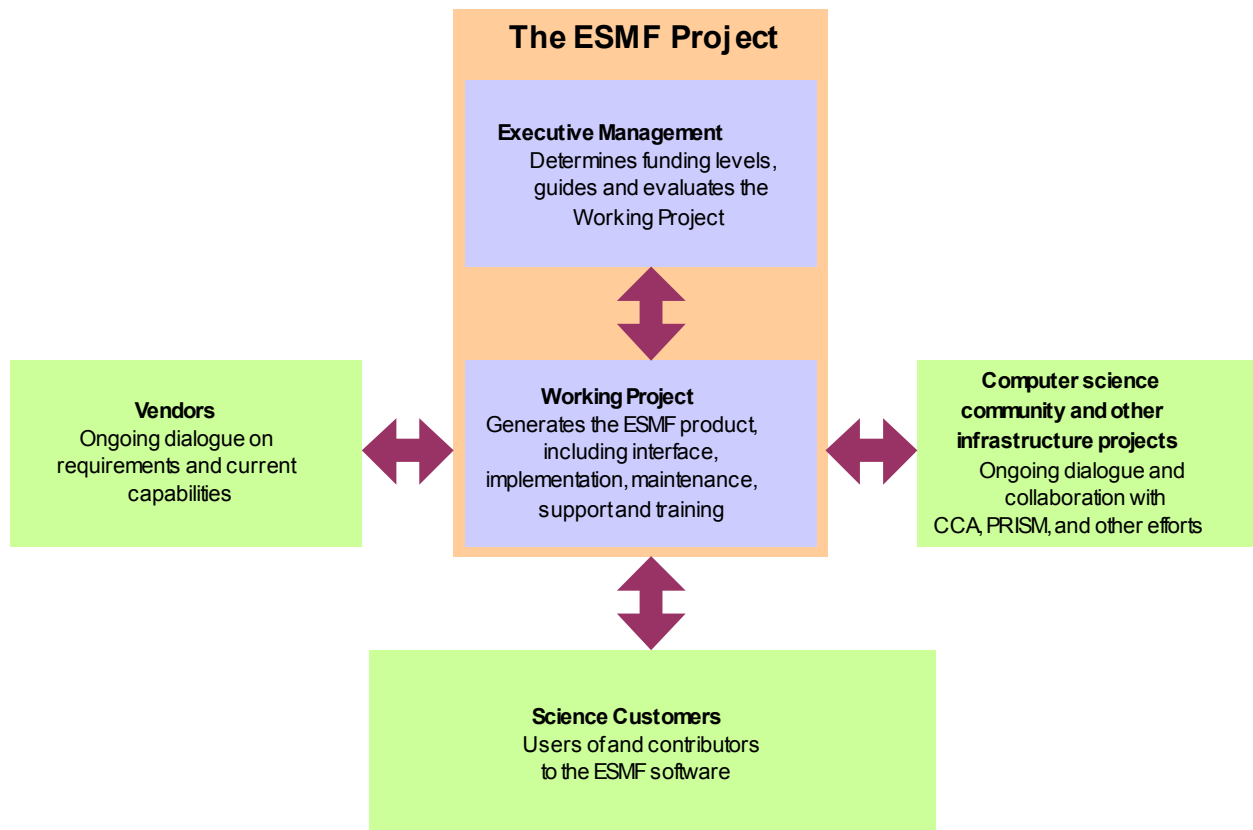 The ESMF Project
Executive Management
Determines funding levels,
guides and evaluates the
Working Project
Vendors
Ongoing dialogue on
requirements and current
capabilities
Working Project
Generates the ESMF product,
including interface,
implementation, maintenance,
support and training
Computer science
community and other
infrastructure projects
Ongoing dialogue and
collaboration with
CCA, PRISM, and other efforts
Science Customers
Users of and contributors
to the ESMF software